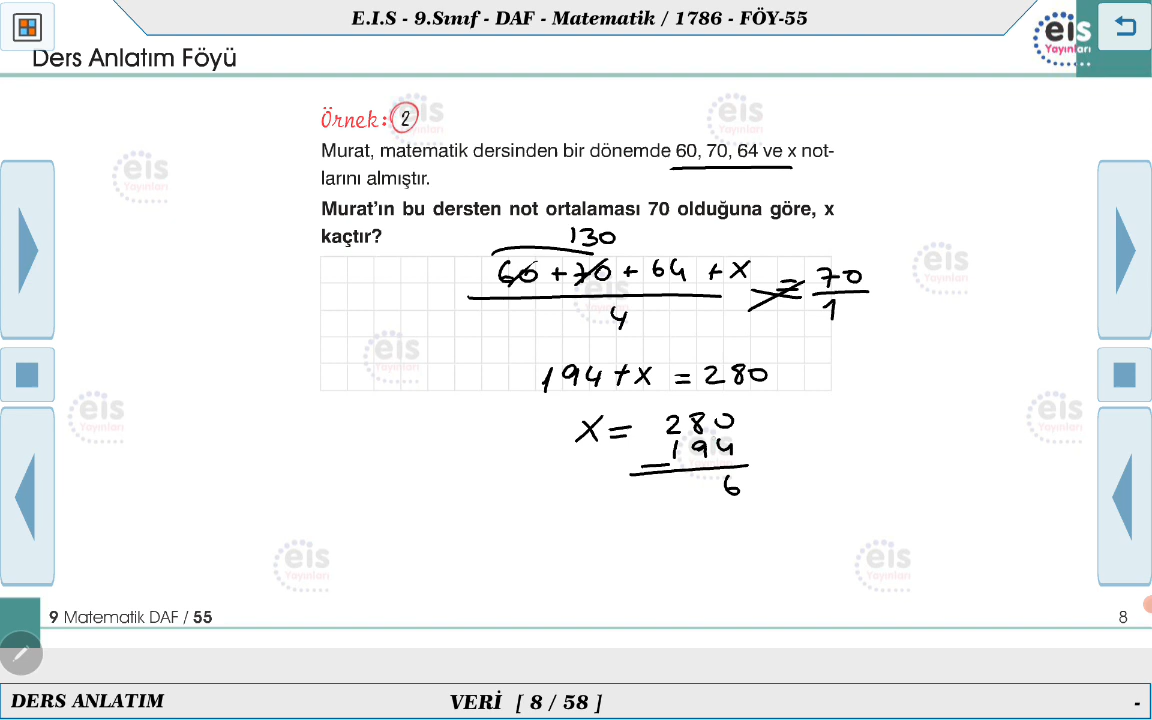 E.I.S - 9.Sınıf - DAF - Matematik / 1786 - FÖY-55
eis
Yayınları
Ders Anlatım Föyü
Örnek: 2
Murat, matematik dersinden bir dönemde 60, 70, 64 ve x not-
larını almıştır.
Murat'ın bu dersten not ortalaması 70 olduğuna göre, x
kaçtır?
130
60 + 70 + 64 + x = 70
4 1
194 + x = 280
x = 280
- 194
6
9 Matematik DAF / 55
8
DERS ANLATIM
VERİ [ 8 / 58 ]
-